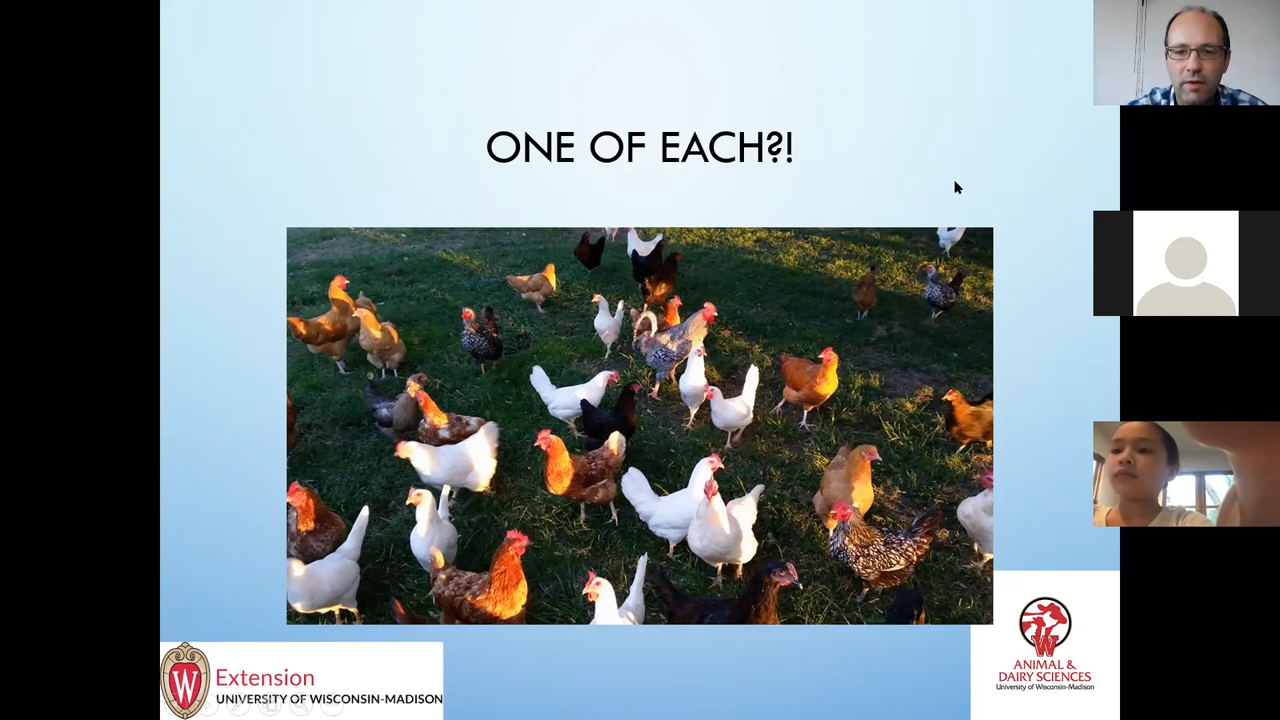 ONE OF EACH?!
Extension
UNIVERSITY OF WISCONSIN-MADISON
ANIMAL &
DAIRY SCIENCES
University of Wisconsin-Madison
W
W